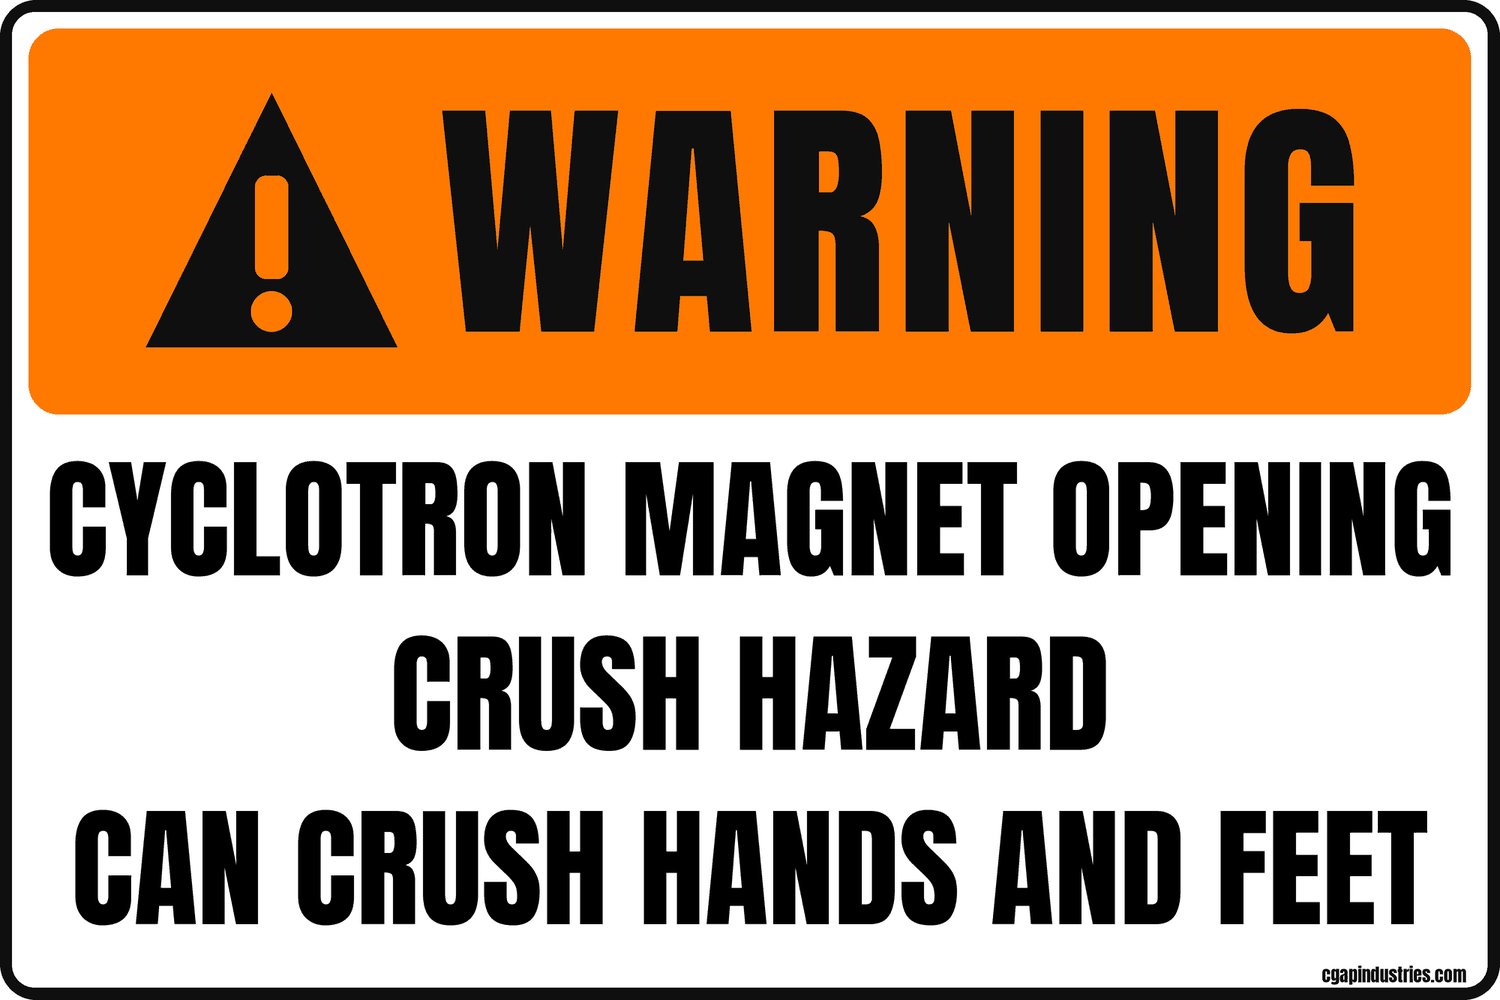 WARNING
CYCLOTRON MAGNET OPENING
CRUSH HAZARD
CAN CRUSH HANDS AND FEET
cgapindustries.com